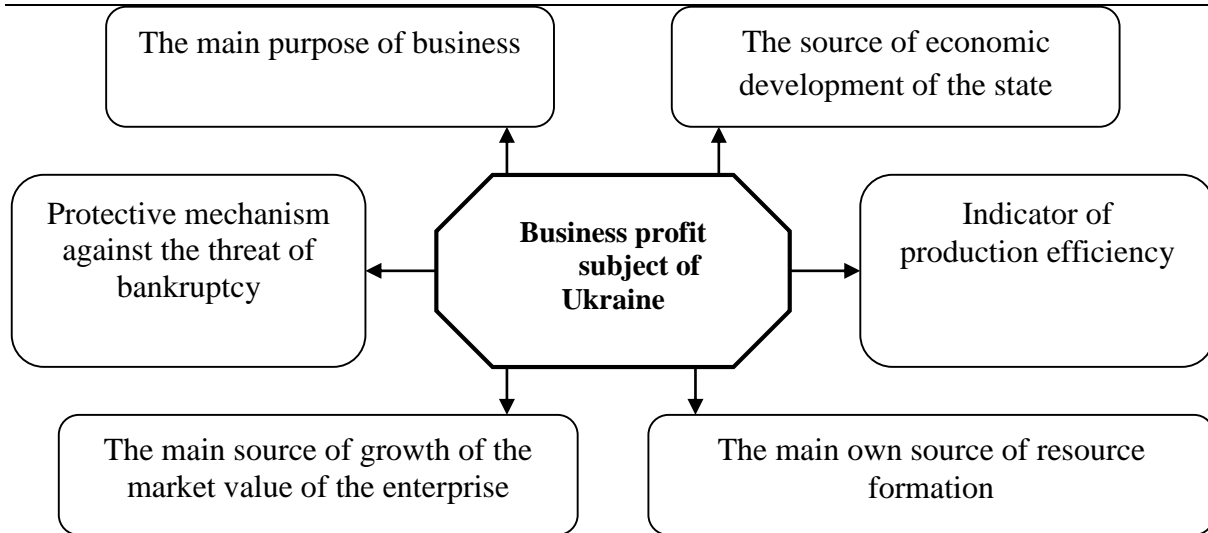 The main purpose of business
The source of economic
development of the state
Protective mechanism
against the threat of
bankruptcy
Business profit
subject of
Ukraine
Indicator of
production efficiency
The main source of growth of the
market value of the enterprise
The main own source of resource
formation